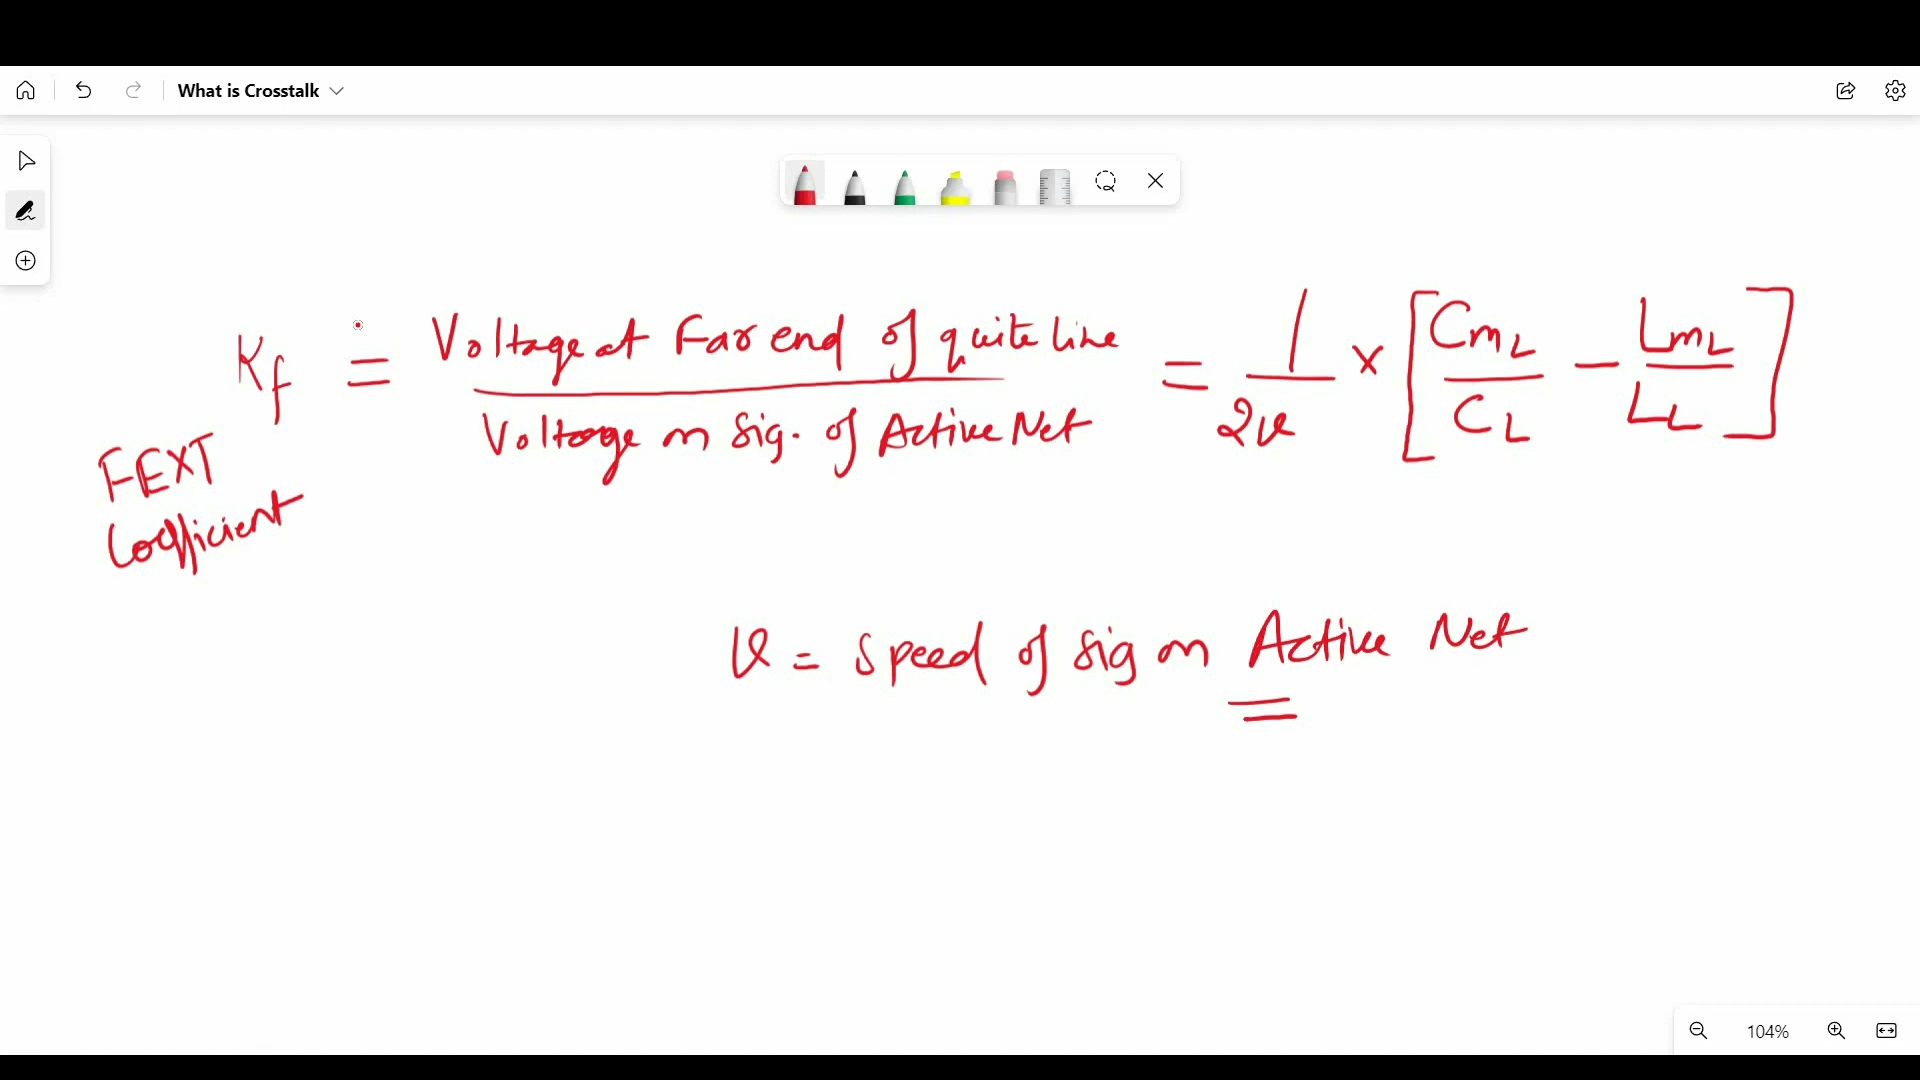 What is Crosstalk
Kf = Voltage at Far end of quite line / Voltage on Sig. of Active Net = 1 / 2v × [ CmL / CL − LmL / LL ]
FEXT
Coefficient
v = Speed of Sig on Active Net
104%